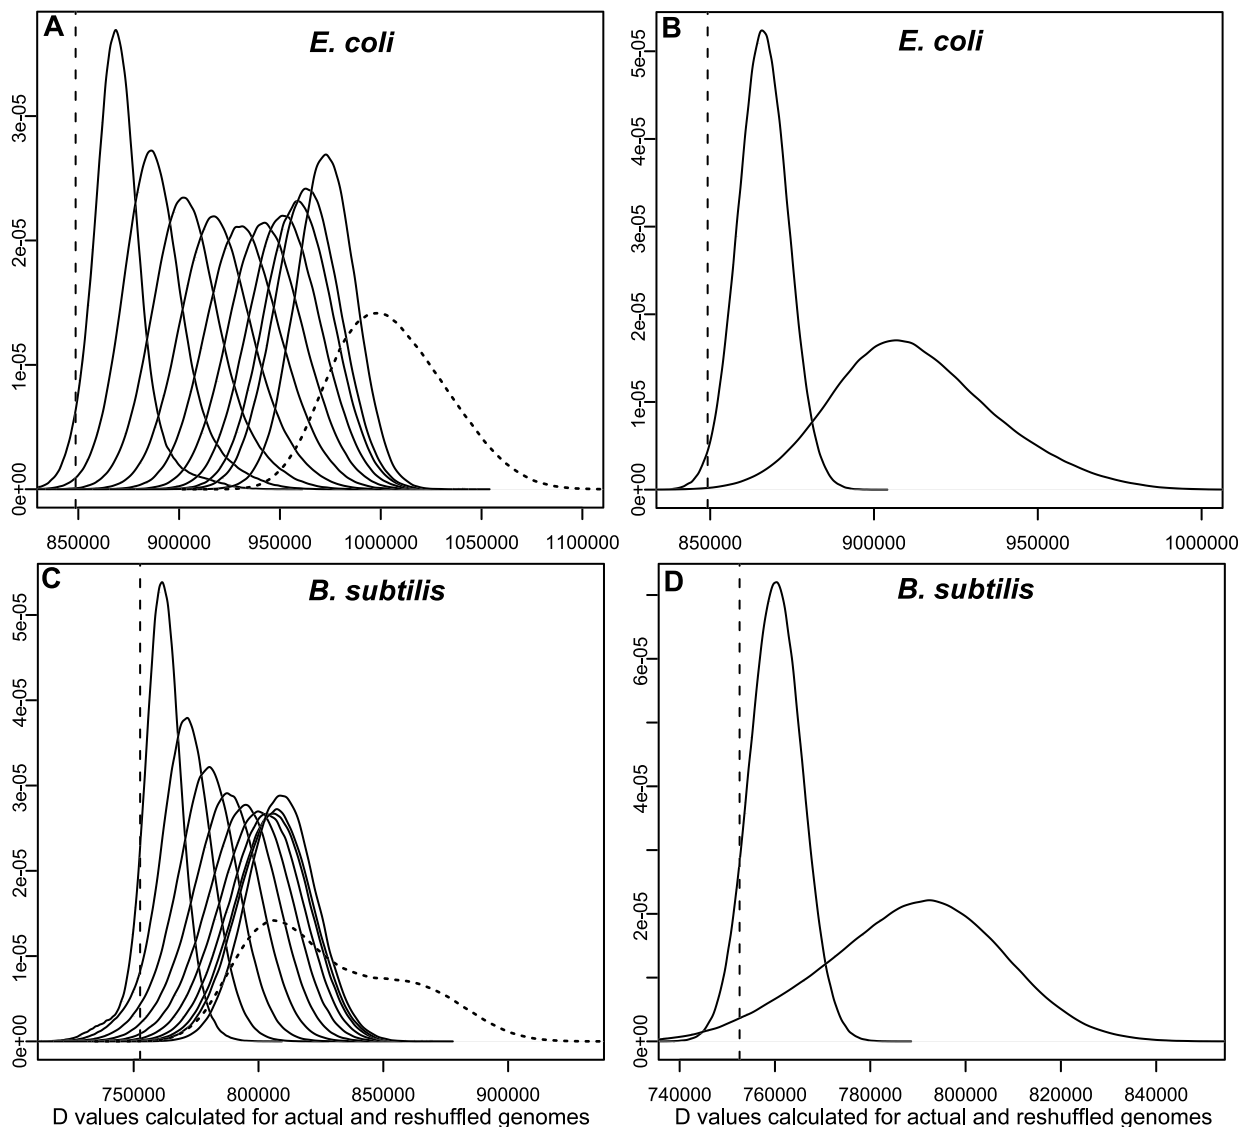 A
E. coli
3e-05
2e-05
1e-05
0e+00
850000 900000 950000 1000000 1050000 1100000
B
E. coli
5e-05
4e-05
3e-05
2e-05
1e-05
0e+00
850000 900000 950000 1000000
C
B. subtilis
5e-05
4e-05
3e-05
2e-05
1e-05
0e+00
750000 800000 850000 900000
D values calculated for actual and reshuffled genomes
D
B. subtilis
6e-05
4e-05
2e-05
0e+00
740000 760000 780000 800000 820000 840000
D values calculated for actual and reshuffled genomes